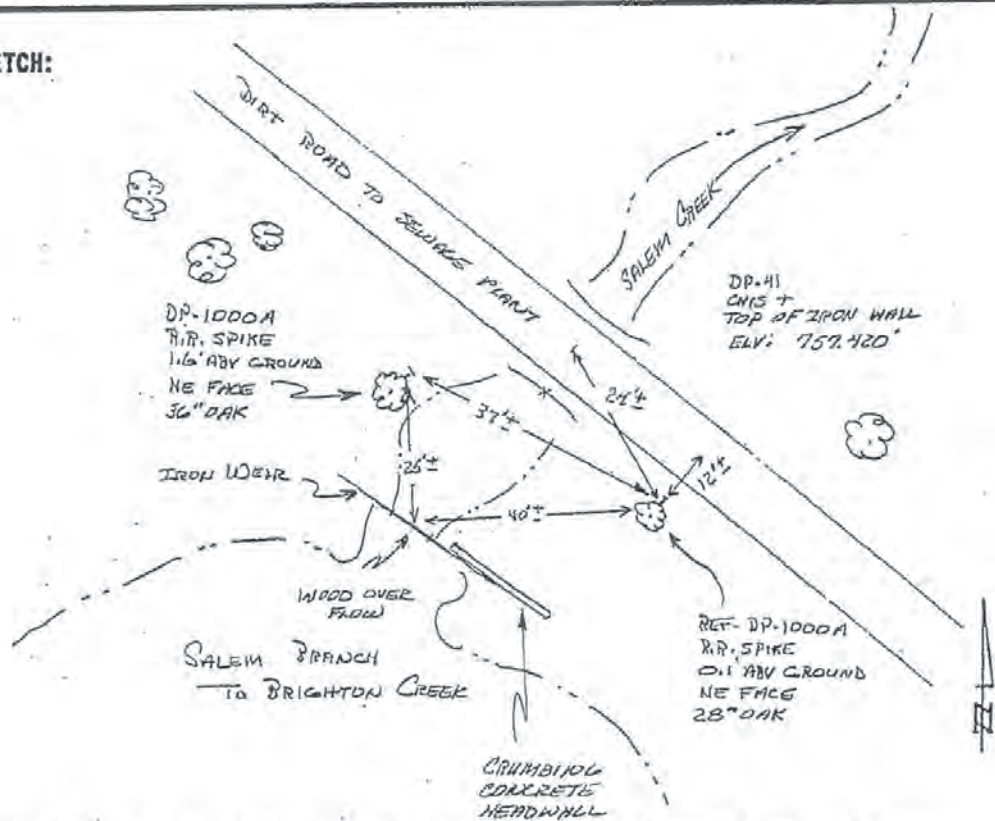 ETCH:
DIRT ROAD TO SEWAGE PLANT
SALEM CREEK
DP-41
CHIS +
TOP OF IRON WALL
ELV: 757.420'
DP-1000A
R.R. SPIKE
1.6' ABV GROUND
NE FACE
36" OAK
37'±
24'±
12'±
25'±
40'±
IRON WEIR
WOOD OVER
FLOW
SALEM BRANCH
TO BRIGHTON CREEK
REF-DP-1000A
R.R. SPIKE
0.1' ABV GROUND
NE FACE
28" OAK
N
CRUMBING
CONCRETE
HEADWALL